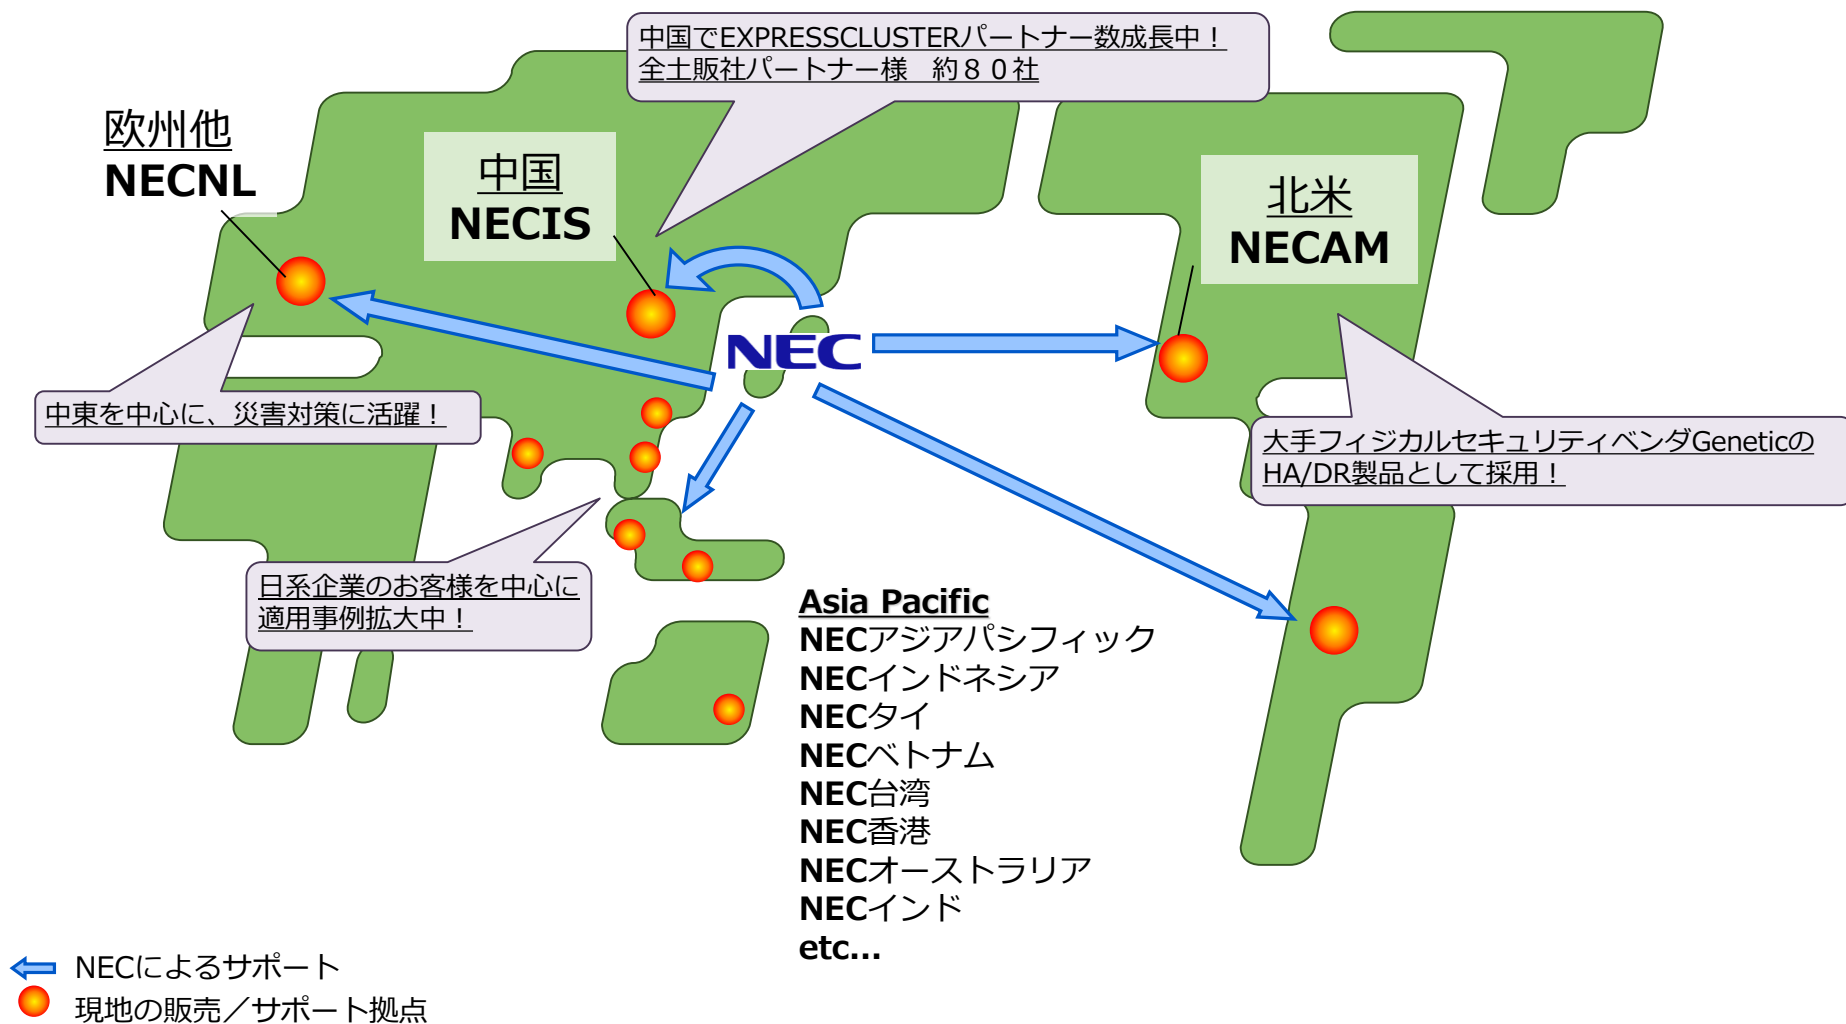 中国でEXPRESSCLUSTERパートナー数成長中！
全土販社パートナー様　約８０社
欧州他
NECNL
中国
NECIS
北米
NECAM
NEC
中東を中心に、災害対策に活躍！
大手フィジカルセキュリティベンダGeneticの
HA/DR製品として採用！
日系企業のお客様を中心に
適用事例拡大中！
Asia Pacific
NECアジアパシフィック
NECインドネシア
NECタイ
NECベトナム
NEC台湾
NEC香港
NECオーストラリア
NECインド
etc...
NECによるサポート
現地の販売／サポート拠点